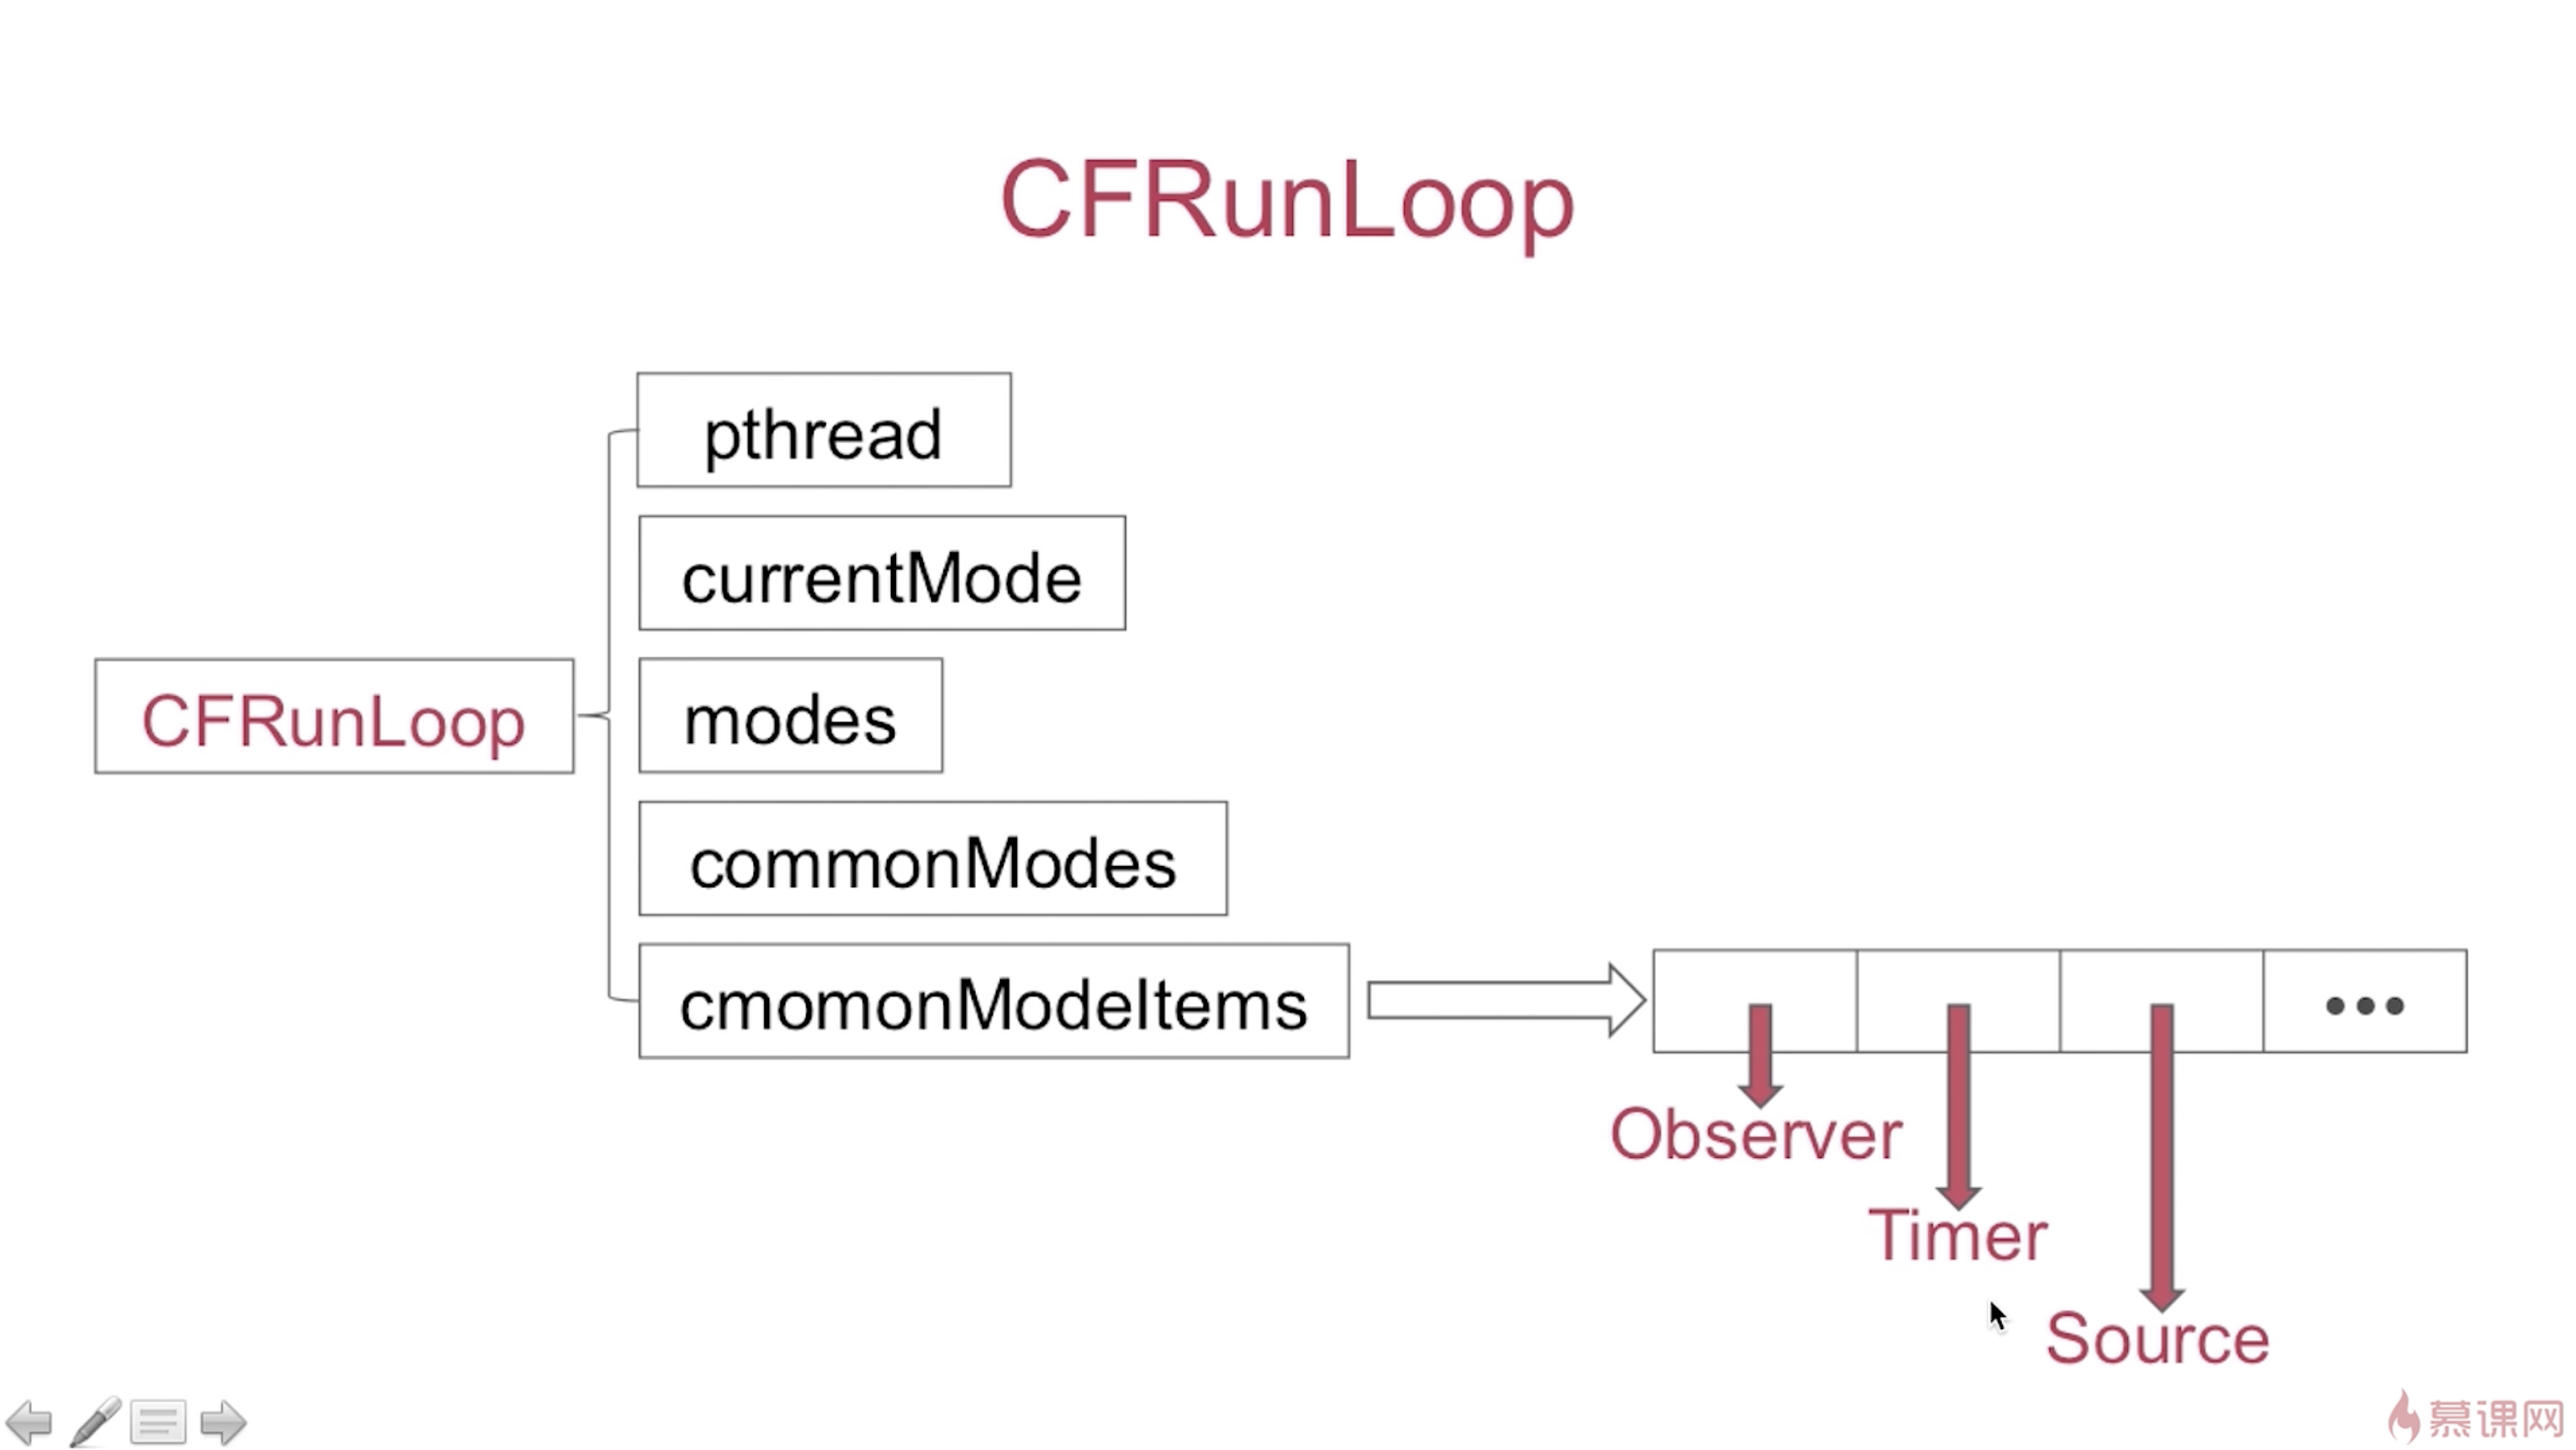 CFRunLoop
pthread
currentMode
CFRunLoop
modes
commonModes
cmomonModeItems
•••
Observer
Timer
Source
慕课网